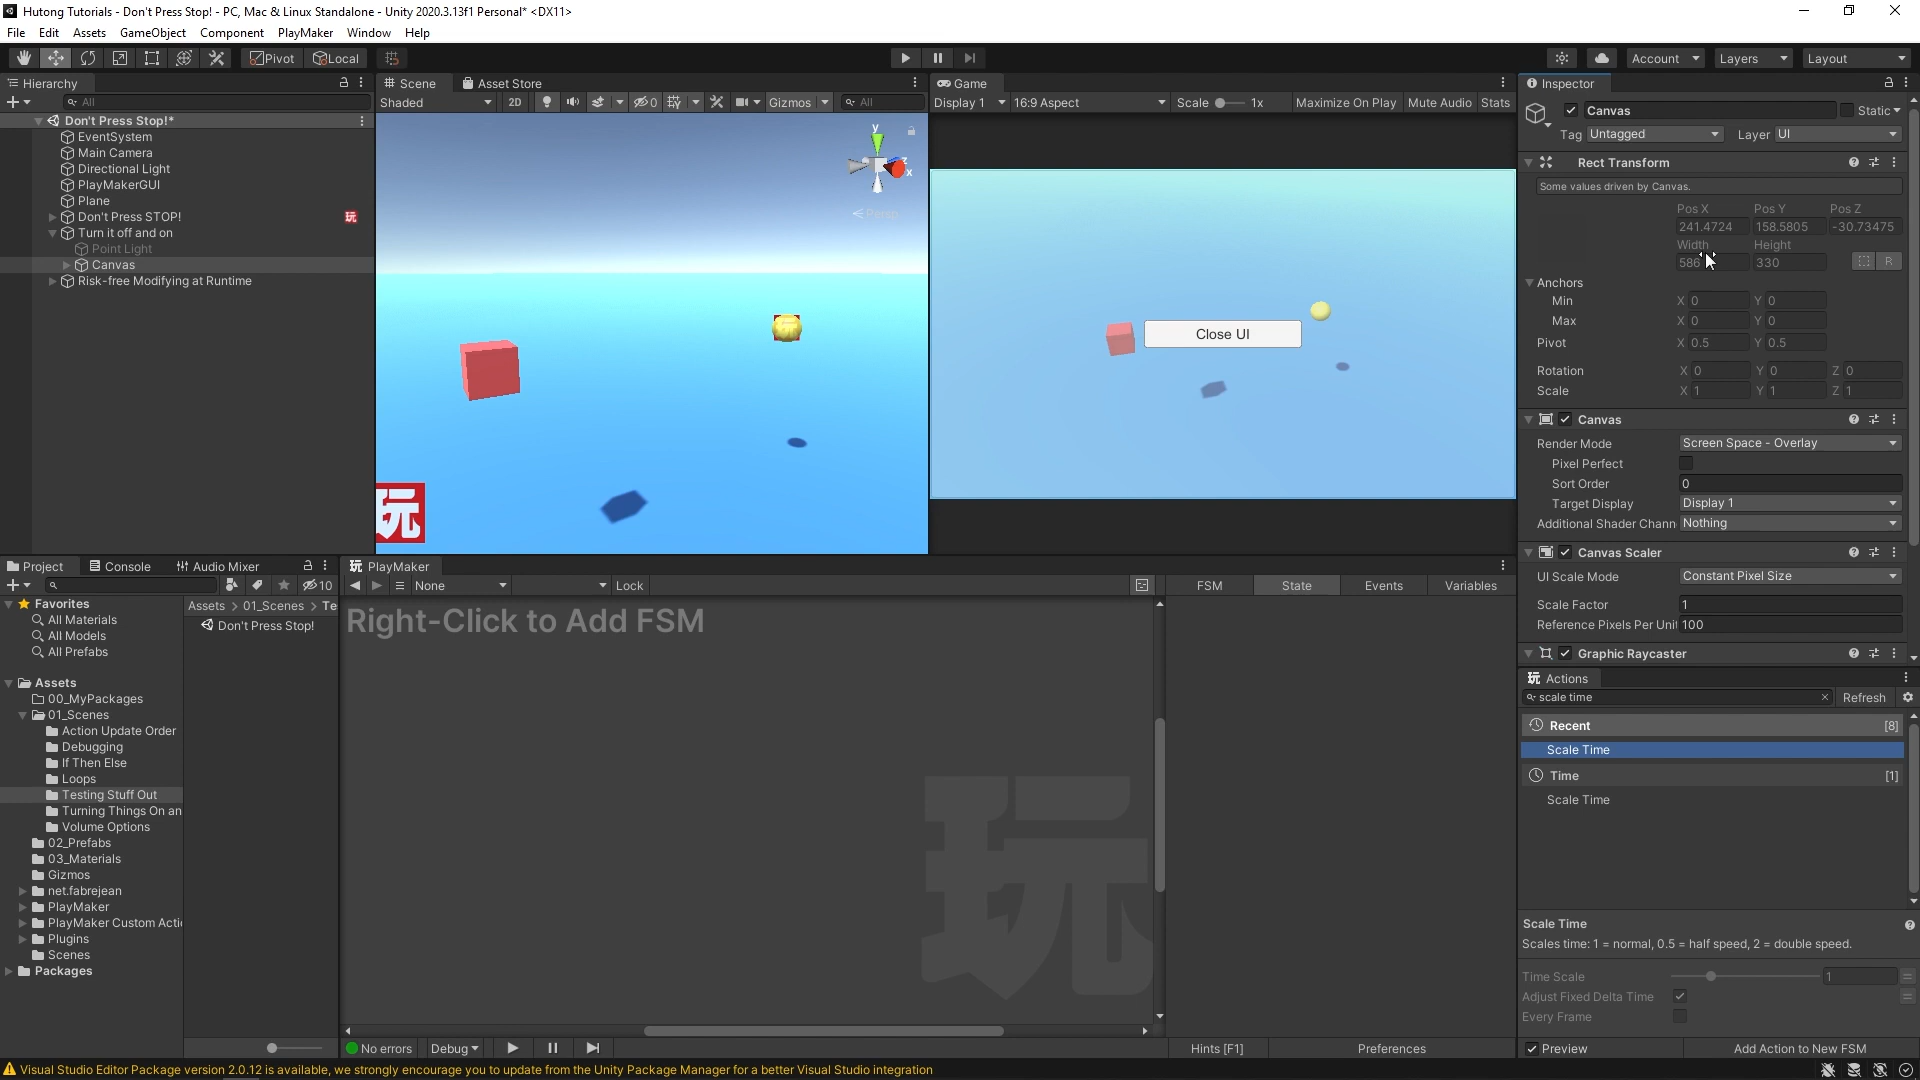 Hutong Tutorials - Don't Press Stop! - PC, Mac & Linux Standalone - Unity 2020.3.13f1 Personal* <DX11>
File Edit Assets GameObject Component PlayMaker Window Help
Pivot Local Account Layers Layout
Hierarchy
All
Don't Press Stop!*
EventSystem
Main Camera
Directional Light
PlayMakerGUI
Plane
Don't Press STOP!
玩
Turn it off and on
Point Light
Canvas
Risk-free Modifying at Runtime
Scene Asset Store
Shaded 2D 0 Gizmos All
y
x
玩
Game
Display 1 16:9 Aspect Scale 1x Maximize On Play Mute Audio Stats
Close UI
Inspector
Canvas Static
Tag Untagged Layer UI
Rect Transform
Some values driven by Canvas.
Pos X Pos Y Pos Z
241.4724 158.5805 -30.73475
Width Height
586 330 R
Anchors
Min X 0 Y 0
Max X 0 Y 0
Pivot X 0.5 Y 0.5
Rotation X 0 Y 0 Z 0
Scale X 1 Y 1 Z 1
Canvas
Render Mode Screen Space - Overlay
Pixel Perfect
Sort Order 0
Target Display Display 1
Additional Shader Chann Nothing
Canvas Scaler
UI Scale Mode Constant Pixel Size
Scale Factor 1
Reference Pixels Per Unit 100
Graphic Raycaster
Project Console Audio Mixer
10
Favorites
All Materials
All Models
All Prefabs
Assets
00_MyPackages
01_Scenes
Action Update Order
Debugging
If Then Else
Loops
Testing Stuff Out
Turning Things On an
Volume Options
02_Prefabs
03_Materials
Gizmos
net.fabrejean
PlayMaker
PlayMaker Custom Acti
Plugins
Scenes
Packages
Assets > 01_Scenes > Te
Don't Press Stop!
玩 PlayMaker
None Lock
FSM State Events Variables
Right-Click to Add FSM
玩
No errors Debug Hints [F1] Preferences
玩 Actions
scale time Refresh
Recent [8]
Scale Time
Time [1]
Scale Time
Scale Time
Scales time: 1 = normal, 0.5 = half speed, 2 = double speed.
Time Scale 1
Adjust Fixed Delta Time
Every Frame
Preview Add Action to New FSM
Visual Studio Editor Package version 2.0.12 is available, we strongly encourage you to update from the Unity Package Manager for a better Visual Studio integration